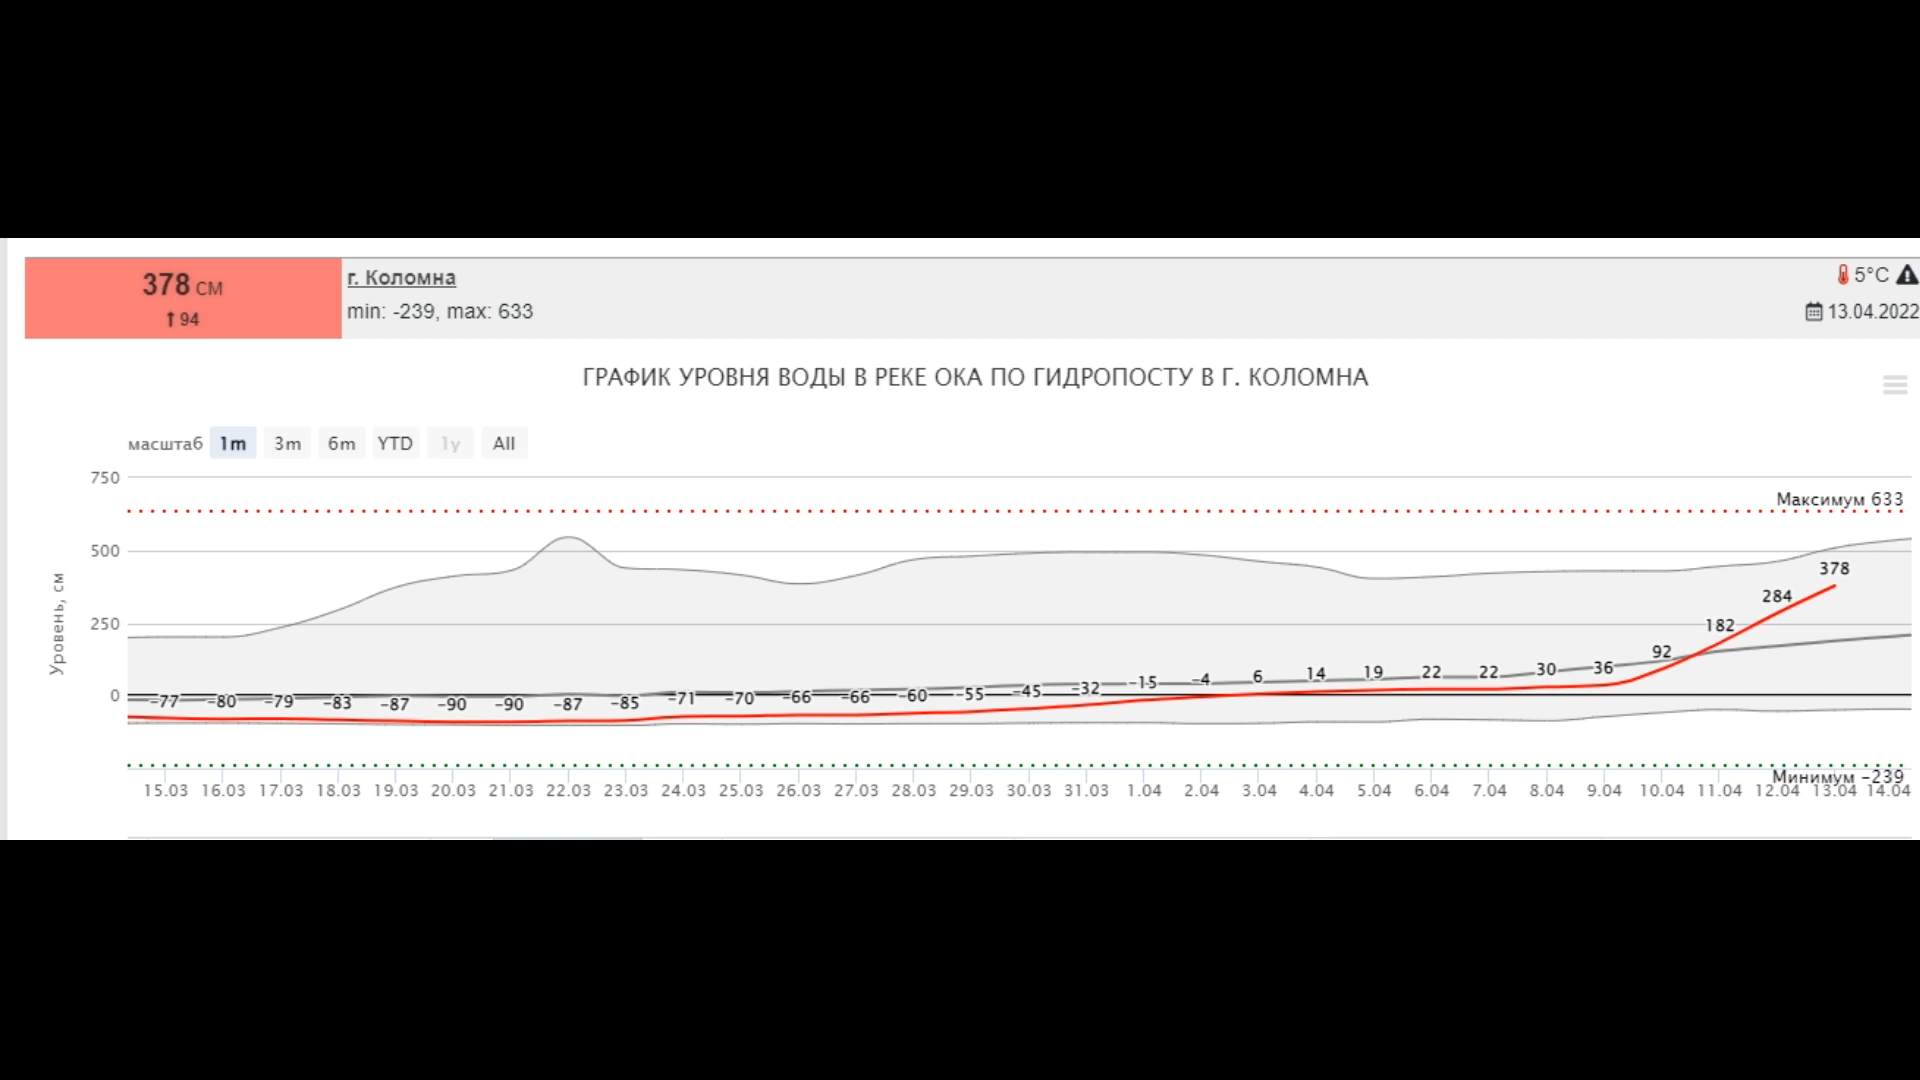 378 см
94
г. Коломна
min: -239, max: 633
5°C
13.04.2022
ГРАФИК УРОВНЯ ВОДЫ В РЕКЕ ОКА ПО ГИДРОПОСТУ В Г. КОЛОМНА
масштаб 1m 3m 6m YTD 1y All
Уровень, см
750
500
250
0
Максимум 633
-77 -80 -79 -83 -87 -90 -90 -87 -85 -71 -70 -66 -66 -60 -55 -45 -32 -15 -4 6 14 19 22 22 30 36 92 182 284 378
Минимум -239
15.03 16.03 17.03 18.03 19.03 20.03 21.03 22.03 23.03 24.03 25.03 26.03 27.03 28.03 29.03 30.03 31.03 1.04 2.04 3.04 4.04 5.04 6.04 7.04 8.04 9.04 10.04 11.04 12.04 13.04 14.04